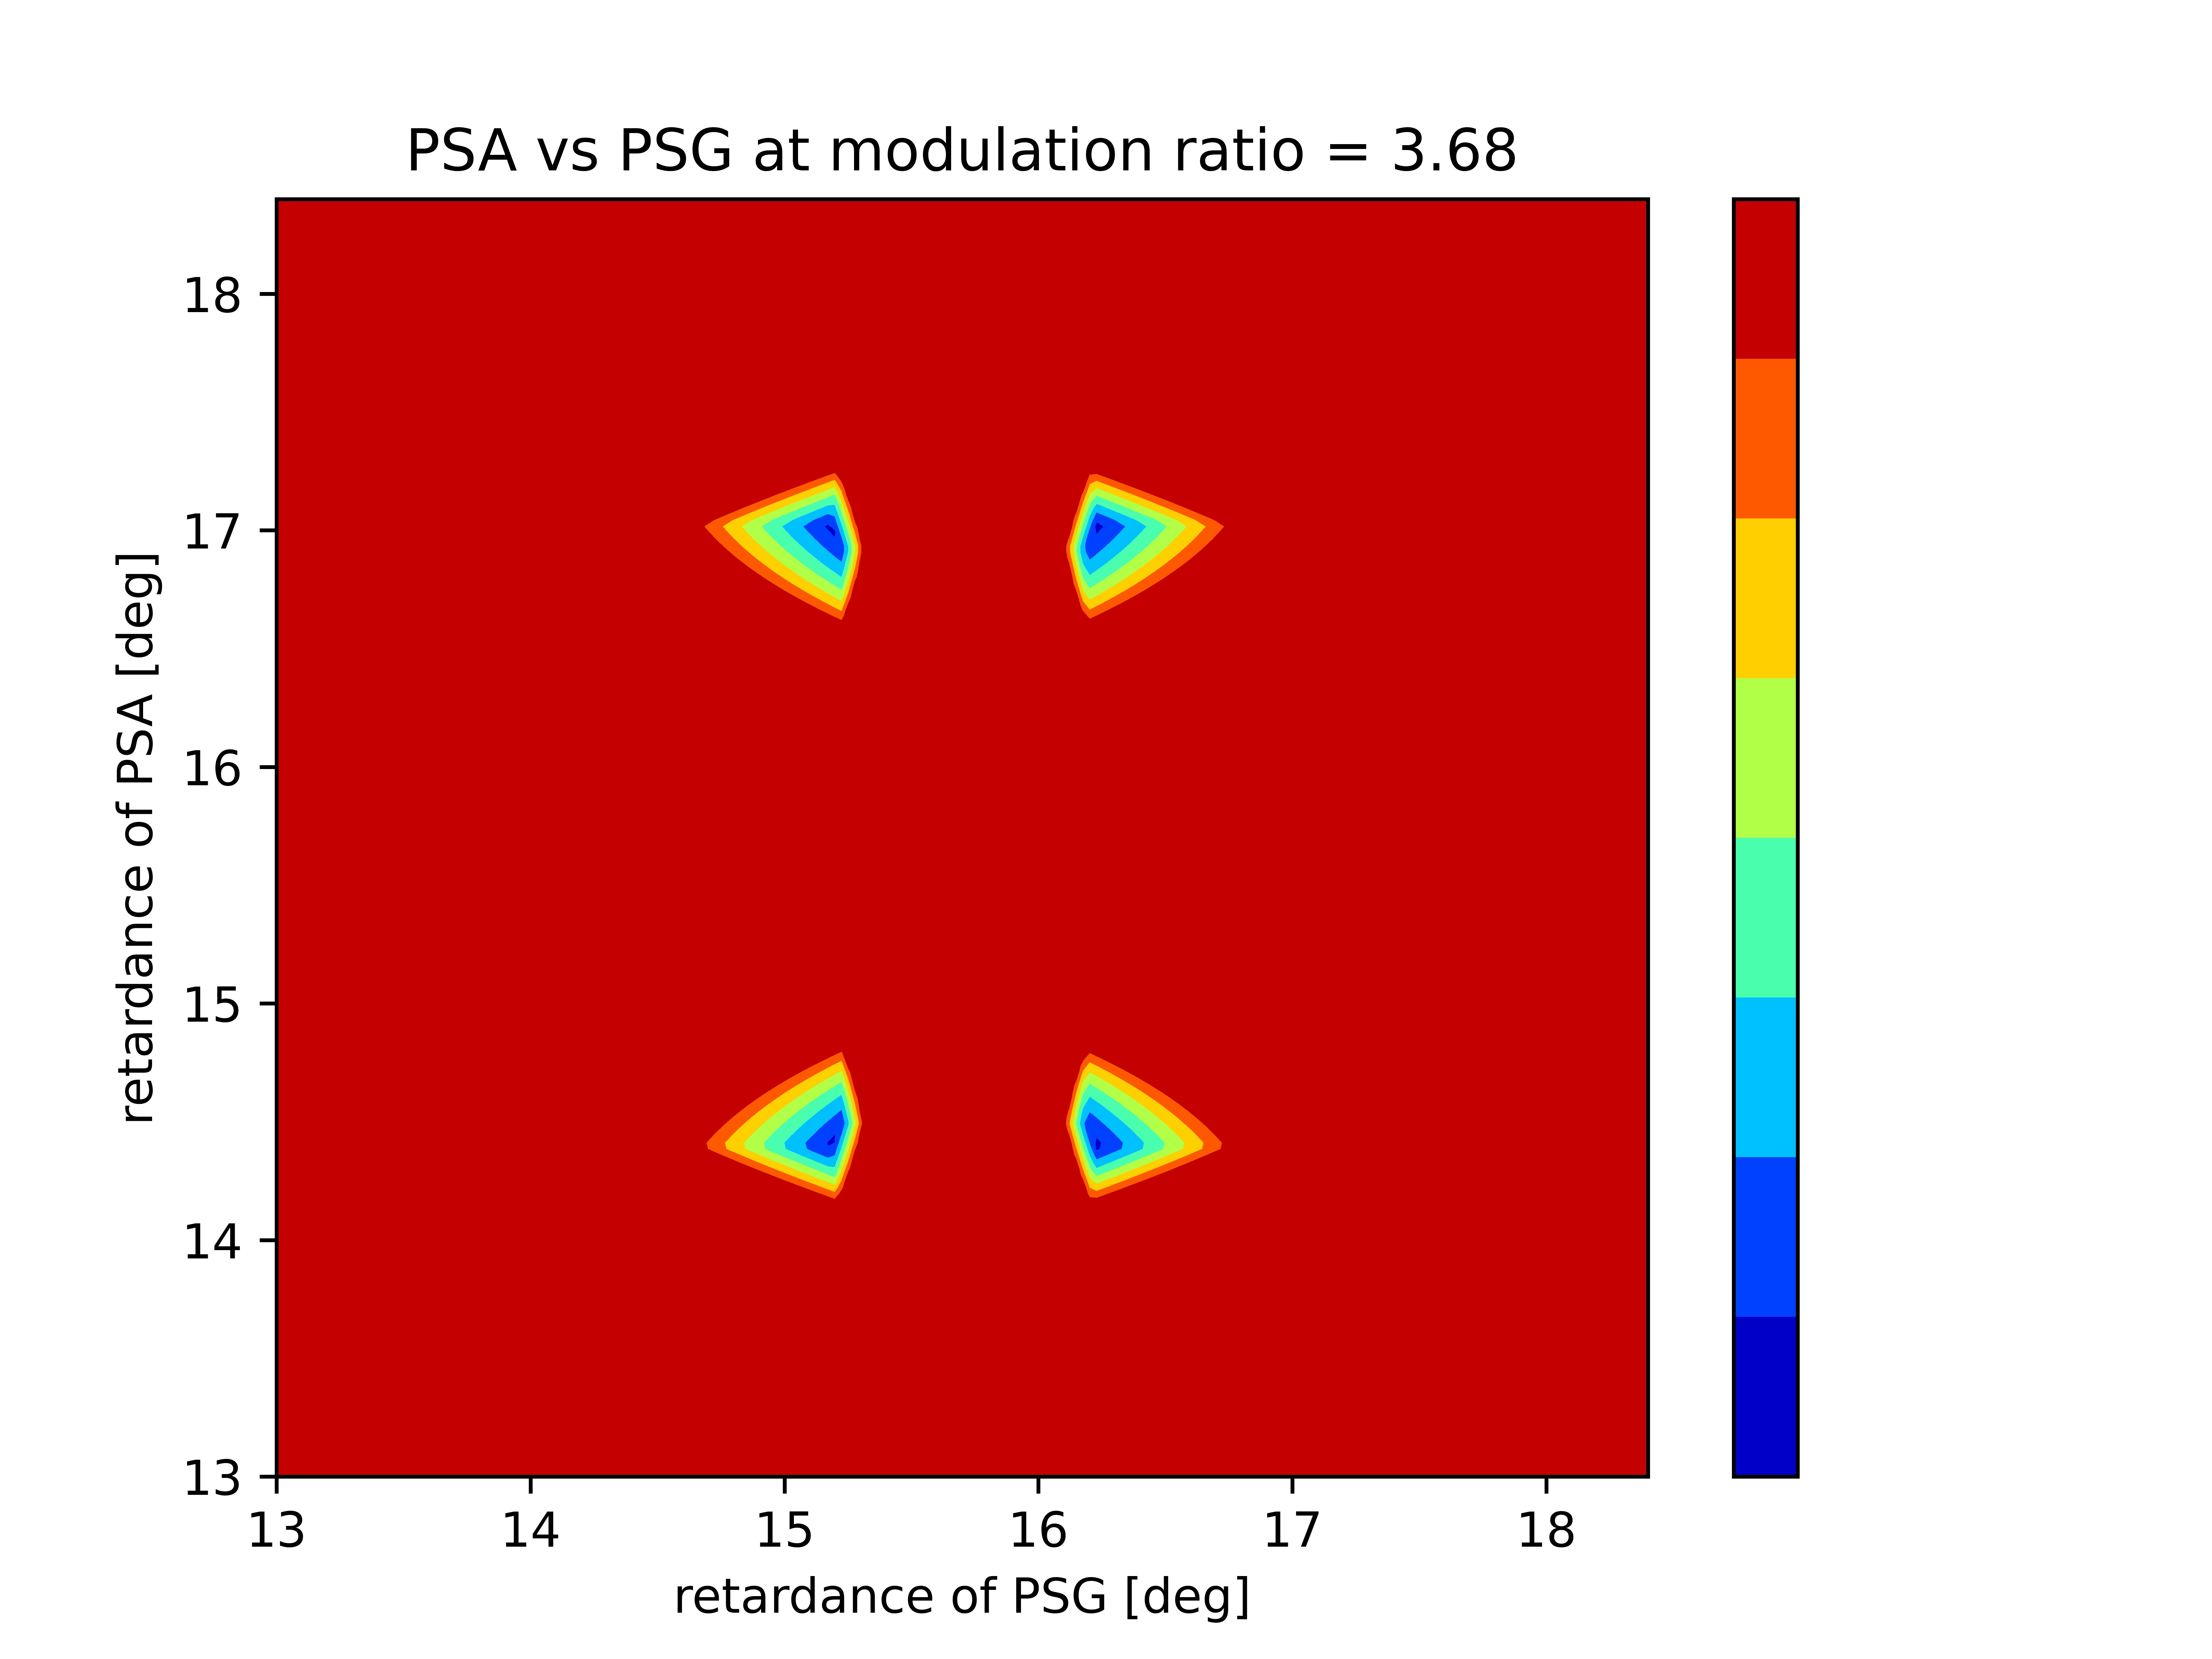 PSA vs PSG at modulation ratio = 3.68
retardance of PSA [deg]
18
17
16
15
14
13
13 14 15 16 17 18
retardance of PSG [deg]